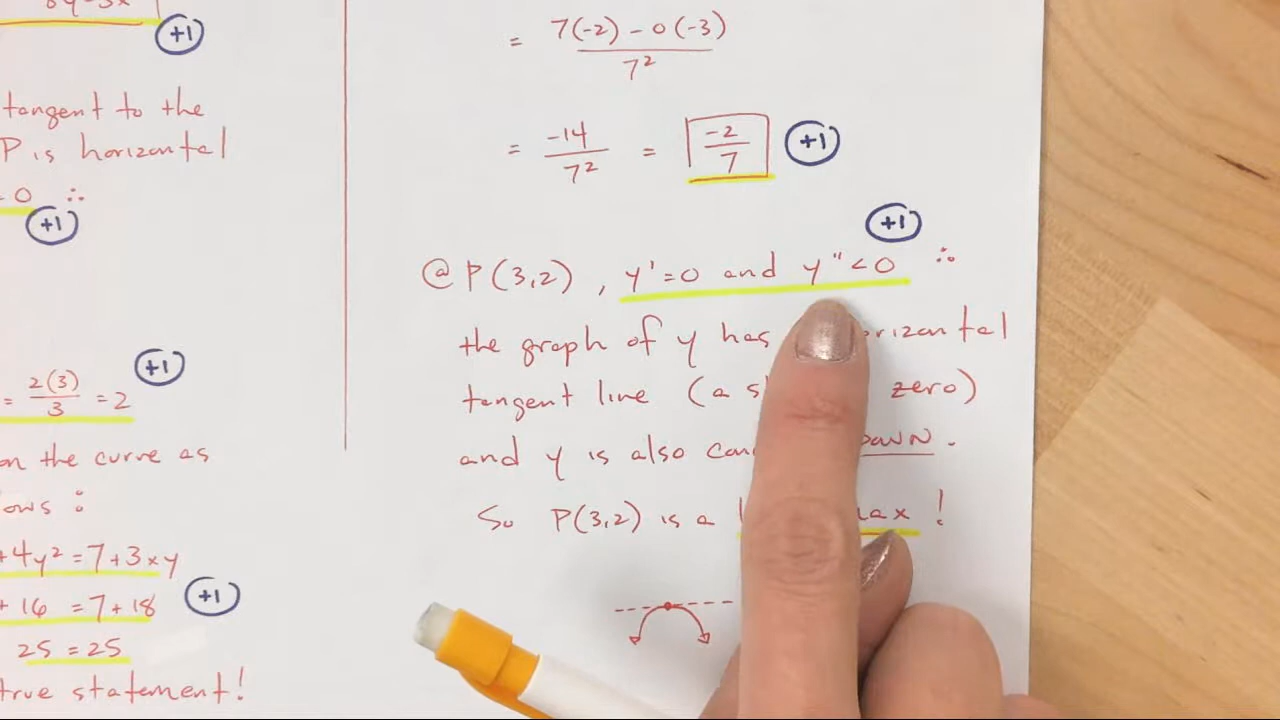 +1
tangent to the
P is horizontal
0 ∴
+1
= 2(3)/3 = 2
+1
on the curve as
+4y² = 7+3xy
+ 16 = 7+18
+1
25 = 25
true statement!
= 7(-2) - 0(-3) / 7²
= -14/7² = -2/7
+1
+1
@ P(3,2), y'=0 and y"<0 ∴
the graph of y has
tangent line (a zero)
and y is also
So P(3,2) is a !